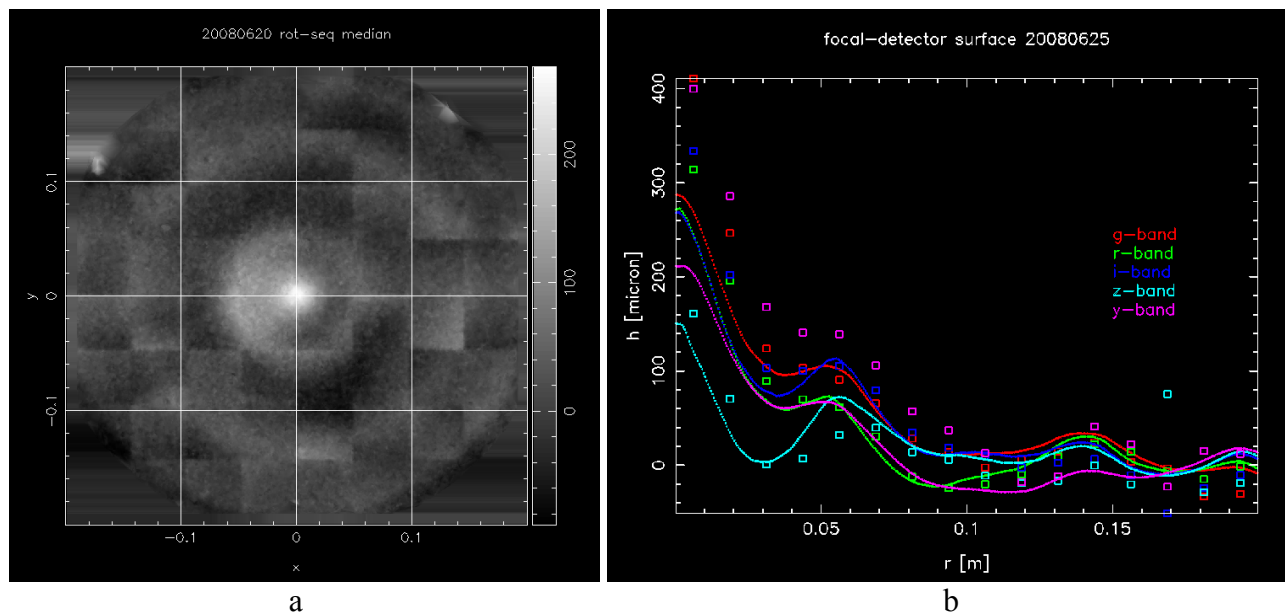 20080620 rot-seq median
200
100
0
0.1
0
-0.1
y
-0.1
0
0.1
x
a
focal-detector surface 20080625
400
300
200
100
0
h [micron]
g-band
r-band
i-band
z-band
y-band
0.05
0.1
0.15
r [m]
b